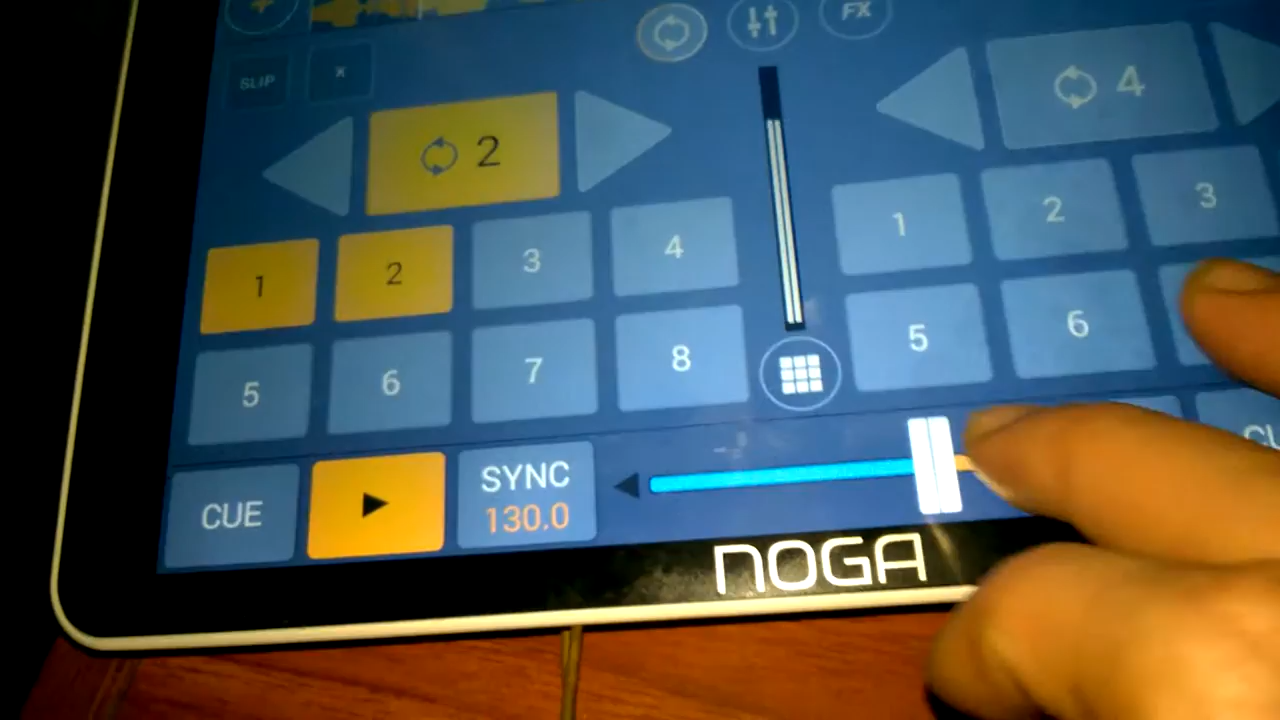 FX
SLIP
x
2
4
1 2 3 4
1 2 3
5 6 7 8
5 6
CUE
SYNC
130.0
CU
NOGA